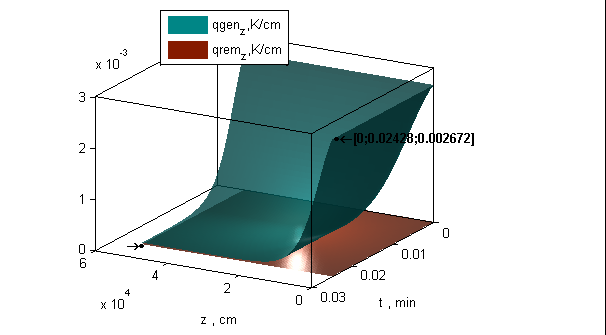 qgen_z,K/cm
qrem_z,K/cm
x 10^-3
3
2
1
0
←[0;0.02428;0.002672]
→
6
4
2
0
x 10^4
z , cm
0
0.01
0.02
0.03
t , min